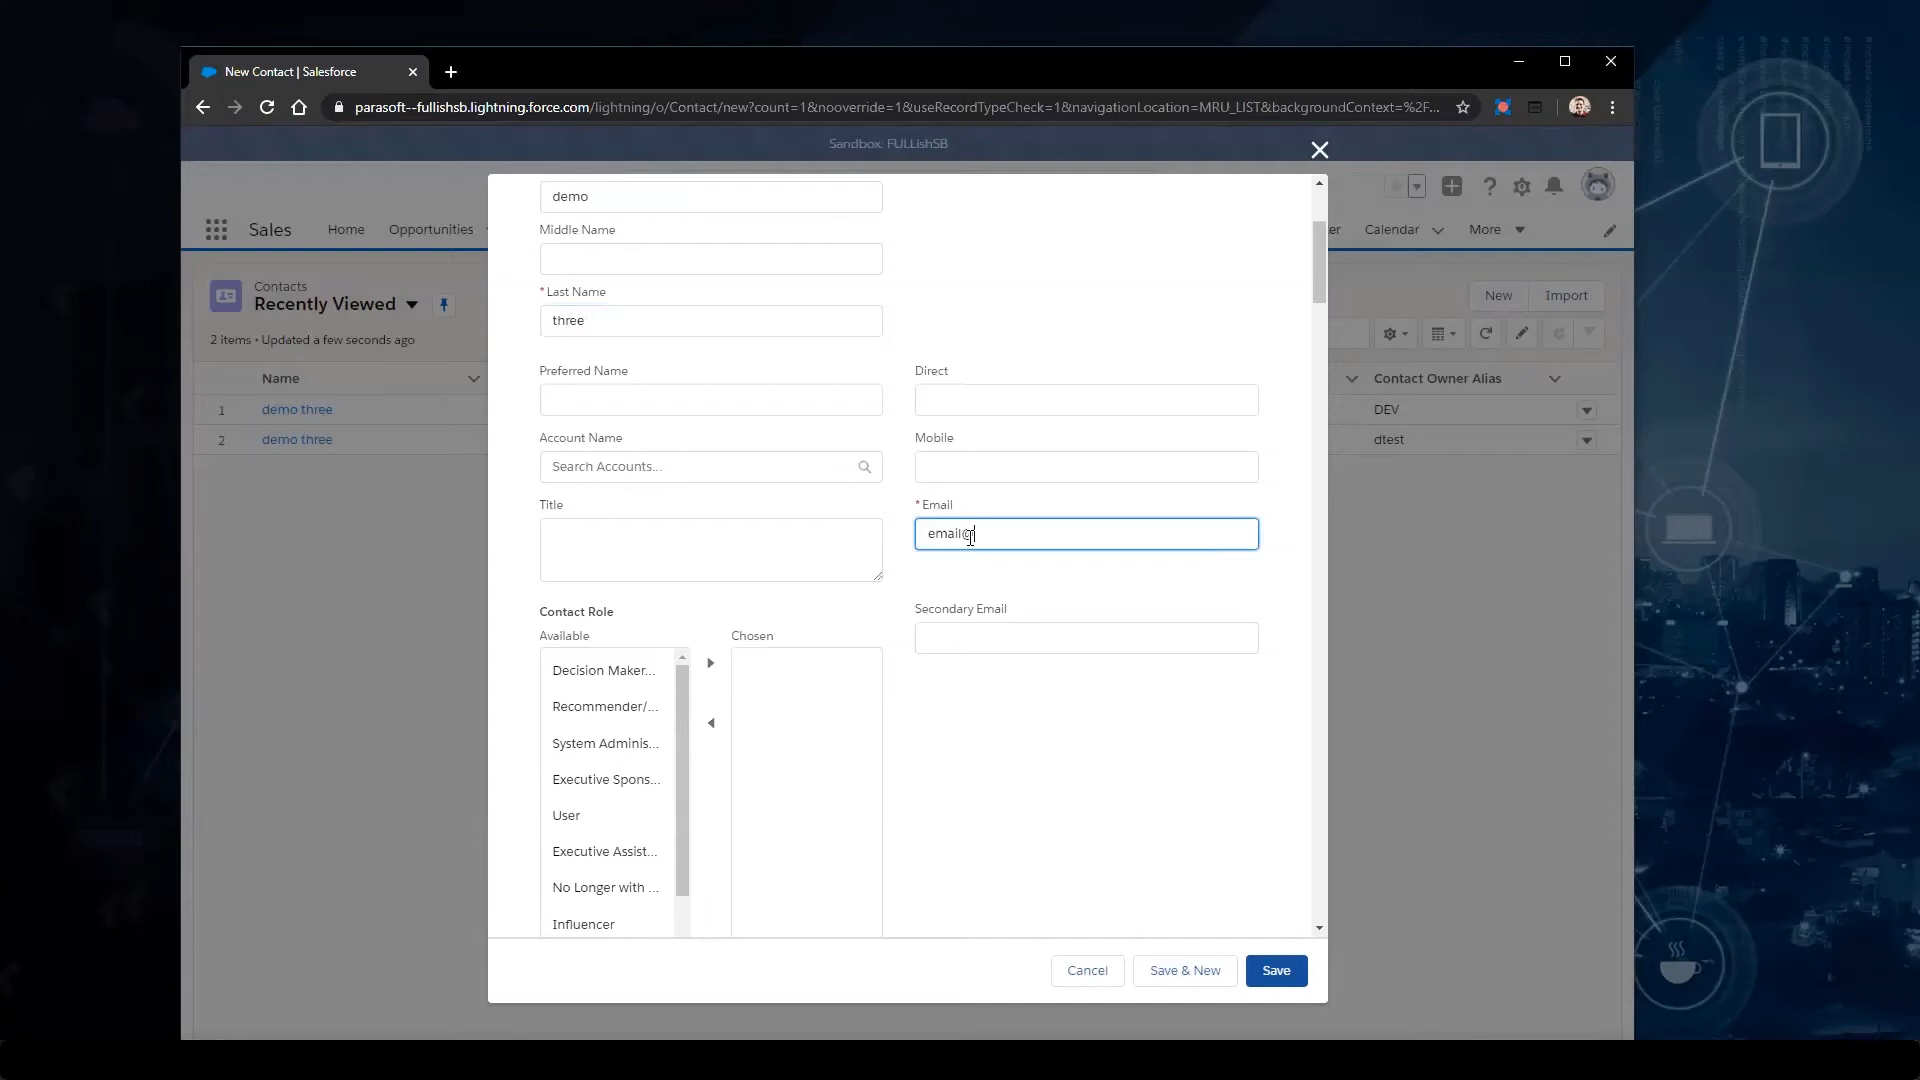 New Contact | Salesforce
parasoft--fullishsb.lightning.force.com/lightning/o/Contact/new?count=1&nooverride=1&useRecordTypeCheck=1&navigationLocation=MRU_LIST&backgroundContext=%2F...
Sandbox: FULLishSB
Sales
Home
Opportunities
Calendar
More
Contacts
Recently Viewed
2 items • Updated a few seconds ago
New
Import
Name
Contact Owner Alias
1 demo three DEV
2 demo three dtest
demo
Middle Name
* Last Name
three
Preferred Name
Direct
Account Name
Search Accounts...
Mobile
Title
* Email
email@
Contact Role
Available
Chosen
Secondary Email
Decision Maker...
Recommender/...
System Adminis...
Executive Spons...
User
Executive Assist...
No Longer with ...
Influencer
Cancel
Save & New
Save